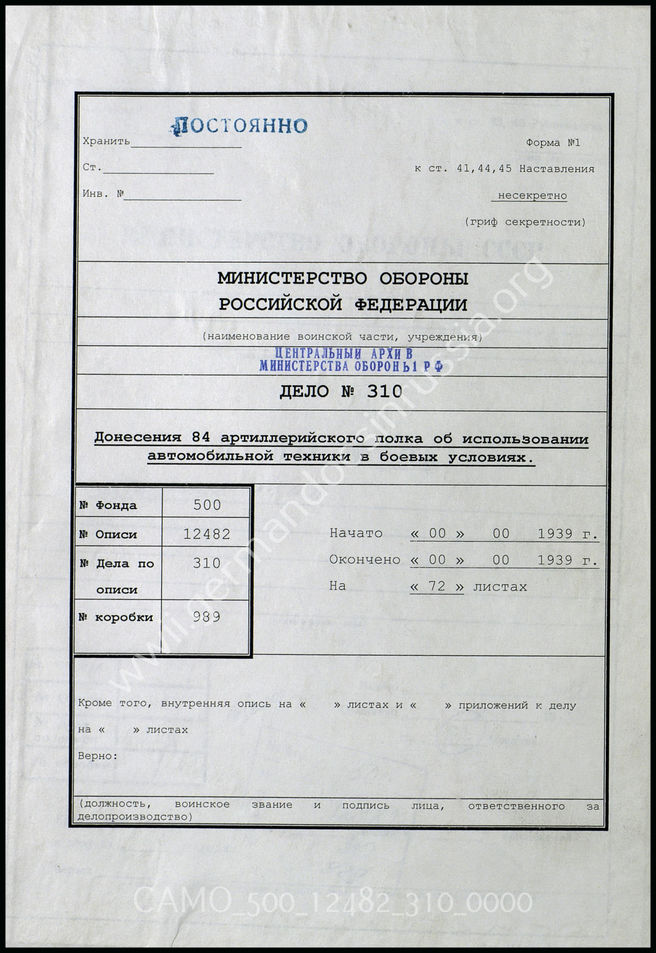 ПОСТОЯННО
Хранить
Форма №1
Ст.
к ст. 41,44,45 Наставления
Инв. №
несекретно
(гриф секретности)
МИНИСТЕРСТВО ОБОРОНЫ
РОССИЙСКОЙ ФЕДЕРАЦИИ
(наименование воинской части, учреждения)
ЦЕНТРАЛЬНЫЙ АРХИВ
МИНИСТЕРСТВА ОБОРОНЫ РФ
ДЕЛО № 310
Донесения 84 артиллерийского полка об использовании
автомобильной техники в боевых условиях.
№ Фонда 500
№ Описи 12482
№ Дела по 310
описи
№ коробки 989
Начато « 00 » 00 1939 г.
Окончено « 00 » 00 1939 г.
На « 72 » листах
Кроме того, внутренняя опись на « » листах и « » приложений к делу
на « » листах
Верно:
(должность, воинское звание и подпись лица, ответственного за
делопроизводство)
www.germandocsinrussia.org
CAMO_500_12482_310_0000